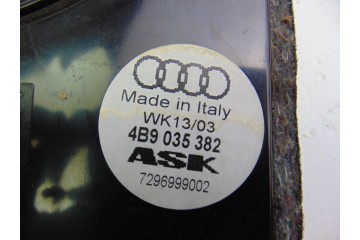 Made in Italy
WK13/03
4B9 035 382
ASK
7296999002